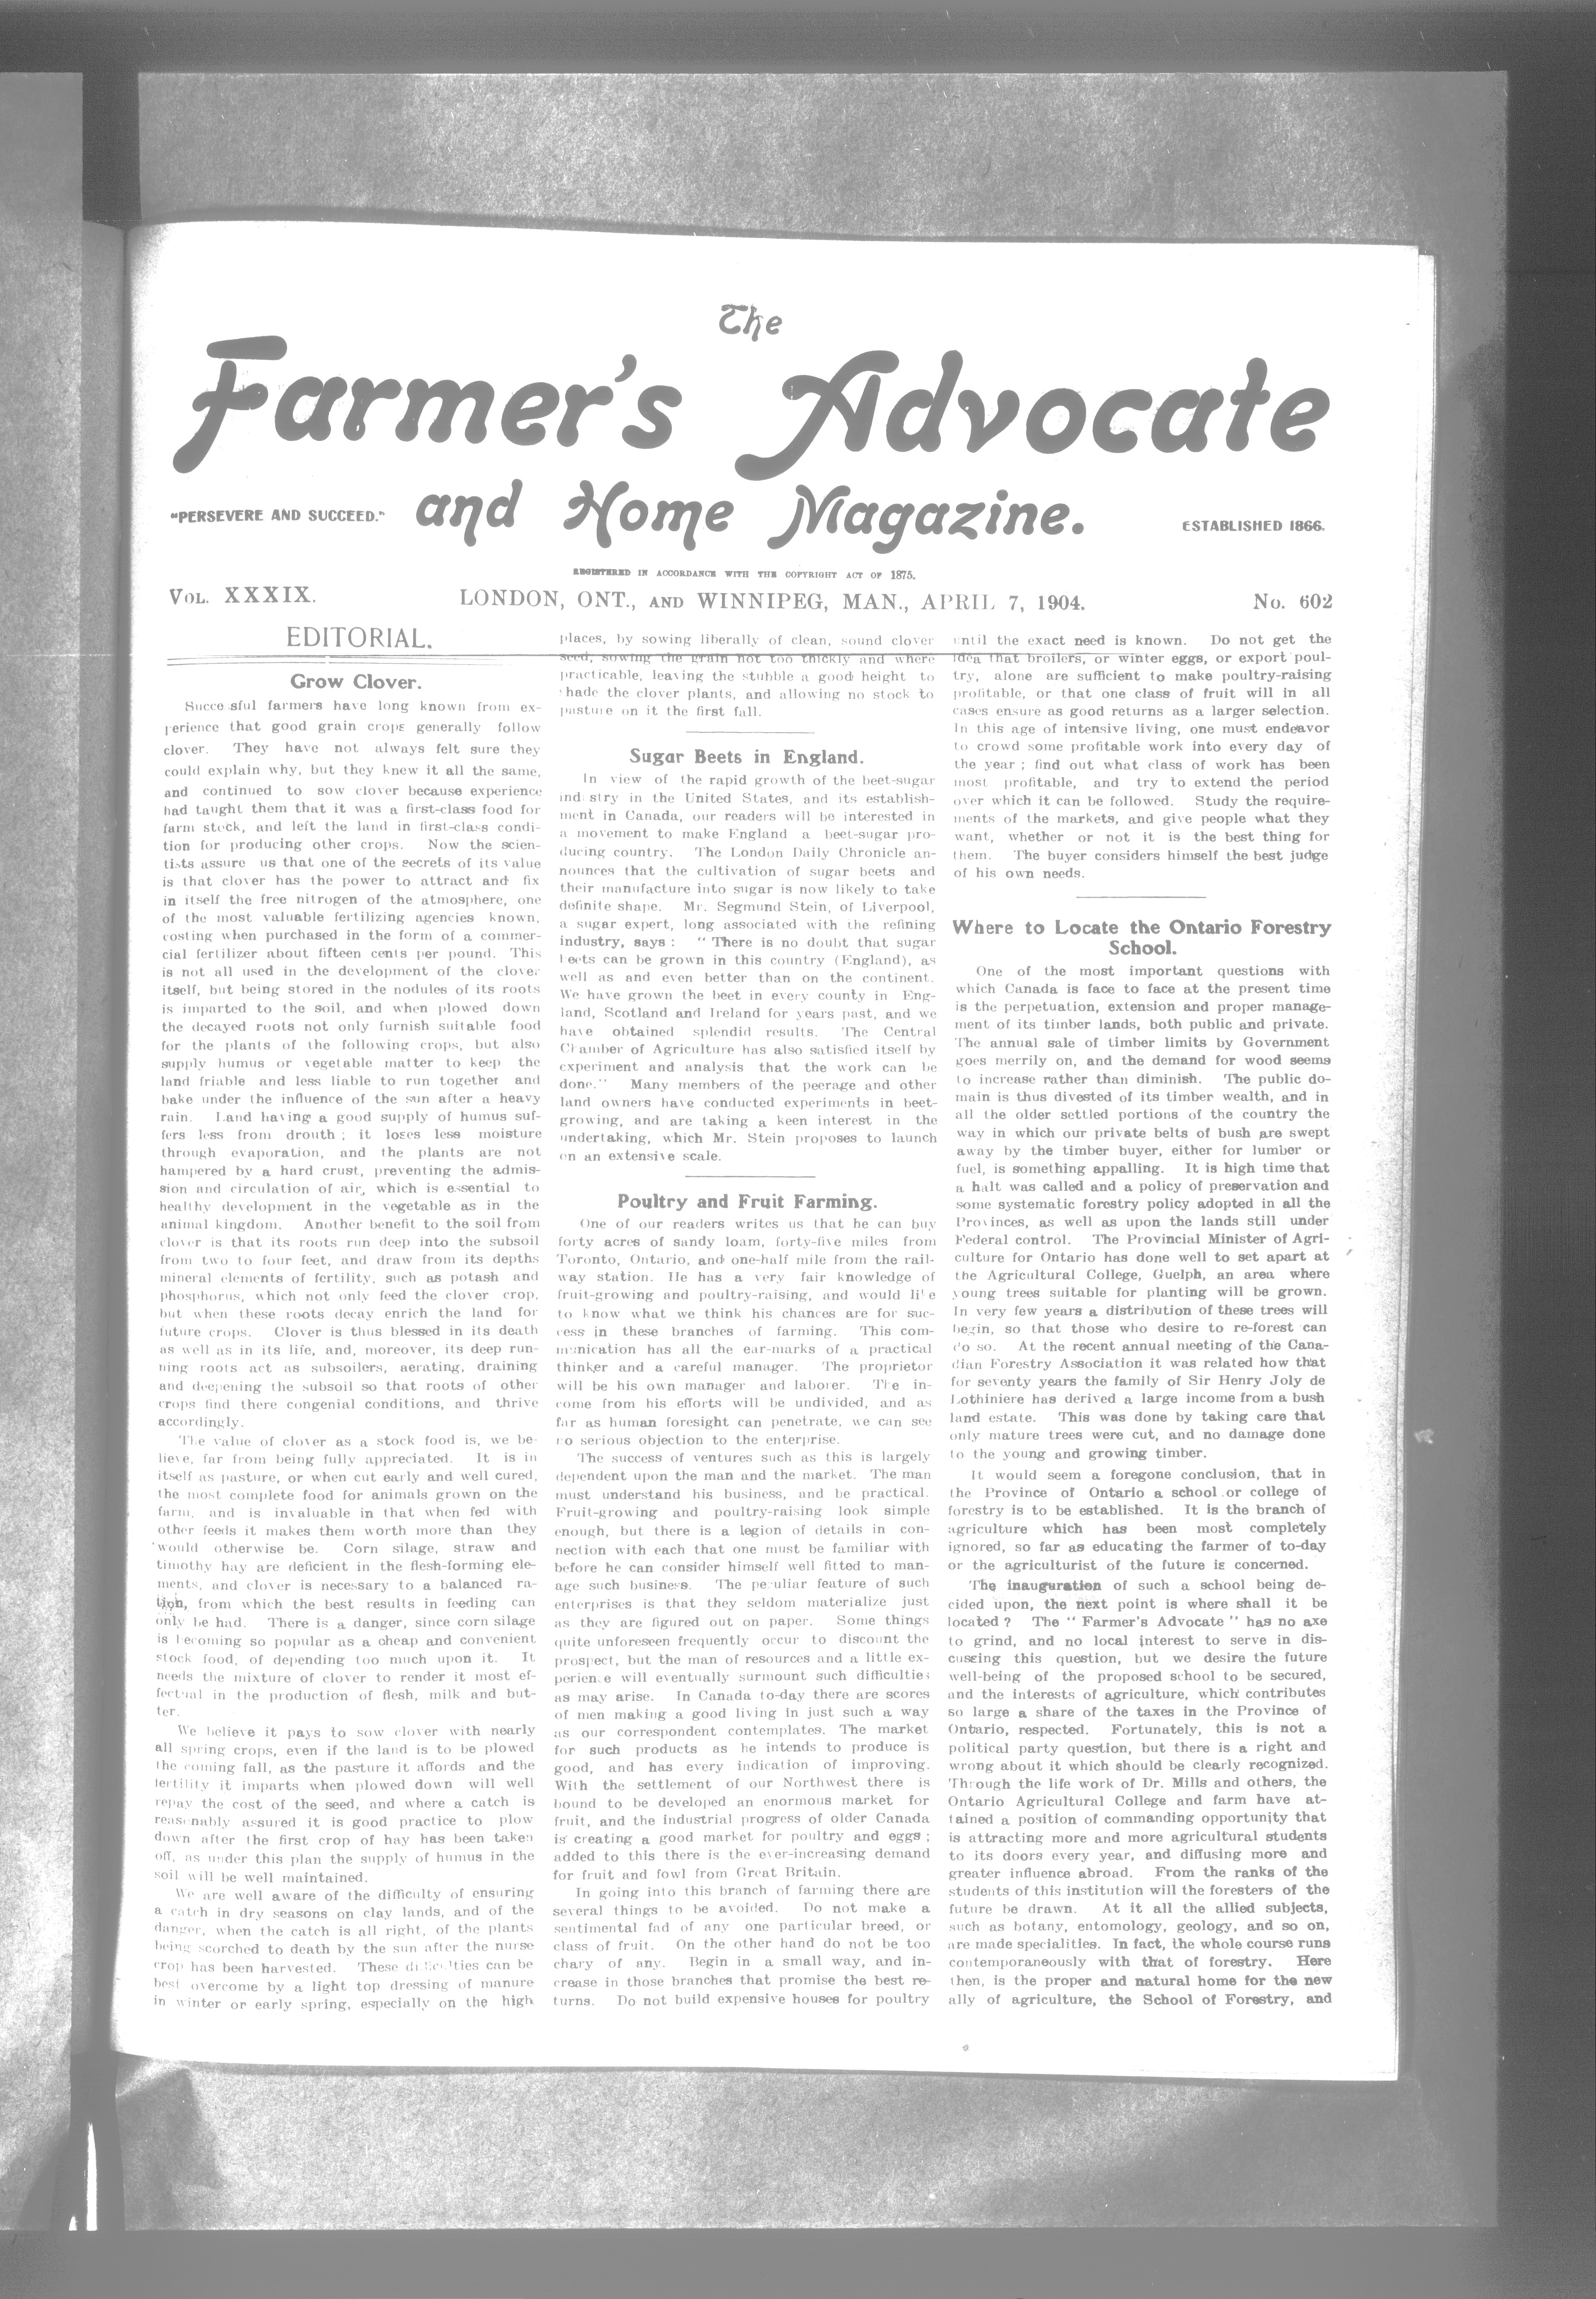 The
Farmer's Advocate
"PERSEVERE AND SUCCEED."
and Home Magazine.
ESTABLISHED 1866.
REGISTERED IN ACCORDANCE WITH THE COPYRIGHT ACT OF 1875.
VOL. XXXIX.
LONDON, ONT., AND WINNIPEG, MAN., APRIL 7, 1904.
No. 602
EDITORIAL.
Grow Clover.
Successful farmers have long known from ex-
perience that good grain crops generally follow
clover. They have not always felt sure they
could explain why, but they knew it all the same,
and continued to sow clover because experience
had taught them that it was a first-class food for
farm stock, and left the land in first-class condi-
tion for producing other crops. Now the scien-
tists assure us that one of the secrets of its value
is that clover has the power to attract and fix
in itself the free nitrogen of the atmosphere, one
of the most valuable fertilizing agencies known,
costing when purchased in the form of a commer-
cial fertilizer about fifteen cents per pound. This
is not all used in the development of the clover
itself, but being stored in the nodules of its roots
is imparted to the soil, and when plowed down
the decayed roots not only furnish suitable food
for the plants of the following crops, but also
supply humus or vegetable matter to keep the
land friable and less liable to run together and
bake under the influence of the sun after a heavy
rain. Land having a good supply of humus suf-
fers less from drouth ; it loses less moisture
through evaporation, and the plants are not
hampered by a hard crust, preventing the admis-
sion and circulation of air, which is essential to
healthy development in the vegetable as in the
animal kingdom. Another benefit to the soil from
clover is that its roots run deep into the subsoil
from two to four feet, and draw from its depths
mineral elements of fertility, such as potash and
phosphorus, which not only feed the clover crop,
but when these roots decay enrich the land for
future crops. Clover is thus blessed in its death
as well as in its life, and, moreover, its deep run-
ning roots act as subsoilers, aerating, draining
and deepening the subsoil so that roots of other
crops find there congenial conditions, and thrive
accordingly.
The value of clover as a stock food is, we be-
lieve, far from being fully appreciated. It is in
itself as pasture, or when cut early and well cured,
the most complete food for animals grown on the
farm, and is invaluable in that when fed with
other feeds it makes them worth more than they
would otherwise be. Corn silage, straw and
timothy hay are deficient in the flesh-forming ele-
ments, and clover is necessary to a balanced ra-
tion, from which the best results in feeding can
only be had. There is a danger, since corn silage
is becoming so popular as a cheap and convenient
stock food, of depending too much upon it. It
needs the mixture of clover to render it most ef-
fectual in the production of flesh, milk and but-
ter.
We believe it pays to sow clover with nearly
all spring crops, even if the land is to be plowed
the coming fall, as the pasture it affords and the
fertility it imparts when plowed down will well
repay the cost of the seed, and where a catch is
reasonably assured it is good practice to plow
down after the first crop of hay has been taken
off, as under this plan the supply of humus in the
soil will be well maintained.
We are well aware of the difficulty of ensuring
a catch in dry seasons on clay lands, and of the
danger, when the catch is all right, of the plants
being scorched to death by the sun after the nurse
crop has been harvested. These difficulties can be
best overcome by a light top dressing of manure
in winter or early spring, especially on the high
places, by sowing liberally of clean, sound clover
seed, sowing the grain not too thickly and where
practicable, leaving the stubble a good height to
shade the clover plants, and allowing no stock to
pasture on it the first fall.
Sugar Beets in England.
In view of the rapid growth of the beet-sugar
industry in the United States, and its establish-
ment in Canada, our readers will be interested in
a movement to make England a beet-sugar pro-
ducing country. The London Daily Chronicle an-
nounces that the cultivation of sugar beets and
their manufacture into sugar is now likely to take
definite shape. Mr. Segmund Stein, of Liverpool,
a sugar expert, long associated with the refining
industry, says : " There is no doubt that sugar
beets can be grown in this country (England), as
well as and even better than on the continent.
We have grown the beet in every county in Eng-
land, Scotland and Ireland for years past, and we
have obtained splendid results. The Central
Chamber of Agriculture has also satisfied itself by
experiment and analysis that the work can be
done." Many members of the peerage and other
land owners have conducted experiments in beet-
growing, and are taking a keen interest in the
undertaking, which Mr. Stein proposes to launch
on an extensive scale.
Poultry and Fruit Farming.
One of our readers writes us that he can buy
forty acres of sandy loam, forty-five miles from
Toronto, Ontario, and one-half mile from the rail-
way station. He has a very fair knowledge of
fruit-growing and poultry-raising, and would like
to know what we think his chances are for suc-
cess in these branches of farming. This com-
munication has all the ear-marks of a practical
thinker and a careful manager. The proprietor
will be his own manager and laborer. The in-
come from his efforts will be undivided, and as
far as human foresight can penetrate, we can see
no serious objection to the enterprise.
The success of ventures such as this is largely
dependent upon the man and the market. The man
must understand his business, and be practical.
Fruit-growing and poultry-raising look simple
enough, but there is a legion of details in con-
nection with each that one must be familiar with
before he can consider himself well fitted to man-
age such business. The peculiar feature of such
enterprises is that they seldom materialize just
as they are figured out on paper. Some things
quite unforeseen frequently occur to discount the
prospect, but the man of resources and a little ex-
perience will eventually surmount such difficulties
as may arise. In Canada to-day there are scores
of men making a good living in just such a way
as our correspondent contemplates. The market
for such products as he intends to produce is
good, and has every indication of improving.
With the settlement of our Northwest there is
bound to be developed an enormous market for
fruit, and the industrial progress of older Canada
is creating a good market for poultry and eggs ;
added to this there is the ever-increasing demand
for fruit and fowl from Great Britain.
In going into this branch of farming there are
several things to be avoided. Do not make a
sentimental fad of any one particular breed, or
class of fruit. On the other hand do not be too
chary of any. Begin in a small way, and in-
crease in those branches that promise the best re-
turns. Do not build expensive houses for poultry
until the exact need is known. Do not get the
idea that broilers, or winter eggs, or export poul-
try, alone are sufficient to make poultry-raising
profitable, or that one class of fruit will in all
cases ensure as good returns as a larger selection.
In this age of intensive living, one must endeavor
to crowd some profitable work into every day of
the year ; find out what class of work has been
most profitable, and try to extend the period
over which it can be followed. Study the require-
ments of the markets, and give people what they
want, whether or not it is the best thing for
them. The buyer considers himself the best judge
of his own needs.
Where to Locate the Ontario Forestry
School.
One of the most important questions with
which Canada is face to face at the present time
is the perpetuation, extension and proper manage-
ment of its timber lands, both public and private.
The annual sale of timber limits by Government
goes merrily on, and the demand for wood seems
to increase rather than diminish. The public do-
main is thus divested of its timber wealth, and in
all the older settled portions of the country the
way in which our private belts of bush are swept
away by the timber buyer, either for lumber or
fuel, is something appalling. It is high time that
a halt was called and a policy of preservation and
some systematic forestry policy adopted in all the
Provinces, as well as upon the lands still under
Federal control. The Provincial Minister of Agri-
culture for Ontario has done well to set apart at
the Agricultural College, Guelph, an area where
young trees suitable for planting will be grown.
In very few years a distribution of these trees will
begin, so that those who desire to re-forest can
do so. At the recent annual meeting of the Cana-
dian Forestry Association it was related how that
for seventy years the family of Sir Henry Joly de
Lothiniere has derived a large income from a bush
land estate. This was done by taking care that
only mature trees were cut, and no damage done
to the young and growing timber.
It would seem a foregone conclusion, that in
the Province of Ontario a school or college of
forestry is to be established. It is the branch of
agriculture which has been most completely
ignored, so far as educating the farmer of to-day
or the agriculturist of the future is concerned.
The inauguration of such a school being de-
cided upon, the next point is where shall it be
located ? The " Farmer's Advocate " has no axe
to grind, and no local interest to serve in dis-
cussing this question, but we desire the future
well-being of the proposed school to be secured,
and the interests of agriculture, which contributes
so large a share of the taxes in the Province of
Ontario, respected. Fortunately, this is not a
political party question, but there is a right and
wrong about it which should be clearly recognized.
Through the life work of Dr. Mills and others, the
Ontario Agricultural College and farm have at-
tained a position of commanding opportunity that
is attracting more and more agricultural students
to its doors every year, and diffusing more and
greater influence abroad. From the ranks of the
students of this institution will the foresters of the
future be drawn. At it all the allied subjects,
such as botany, entomology, geology, and so on,
are made specialities. In fact, the whole course runs
contemporaneously with that of forestry. Here
then, is the proper and natural home for the new
ally of agriculture, the School of Forestry, and